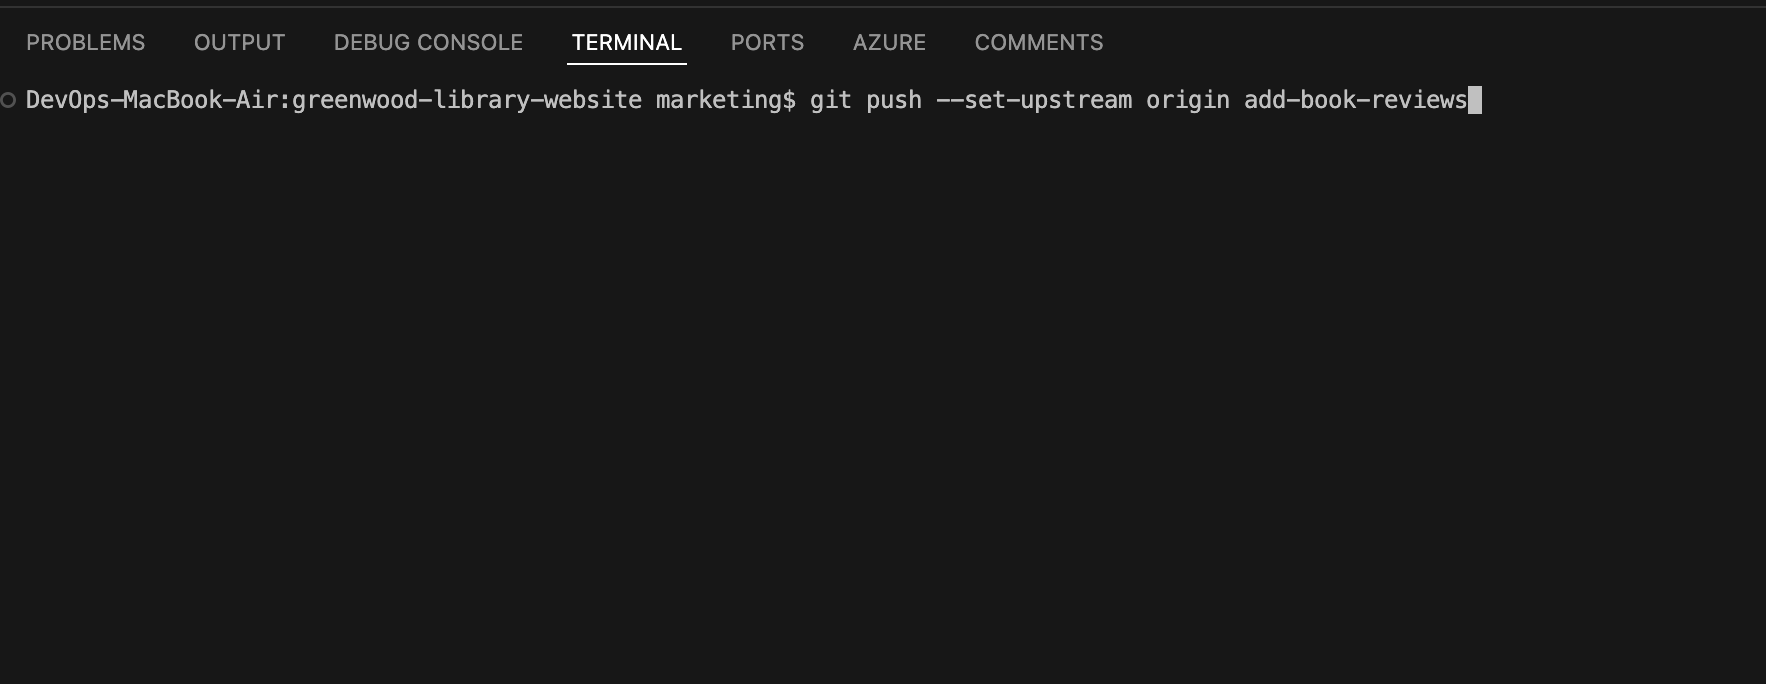 PROBLEMS OUTPUT DEBUG CONSOLE TERMINAL PORTS AZURE COMMENTS
DevOps-MacBook-Air:greenwood-library-website marketing$ git push --set-upstream origin add-book-reviews